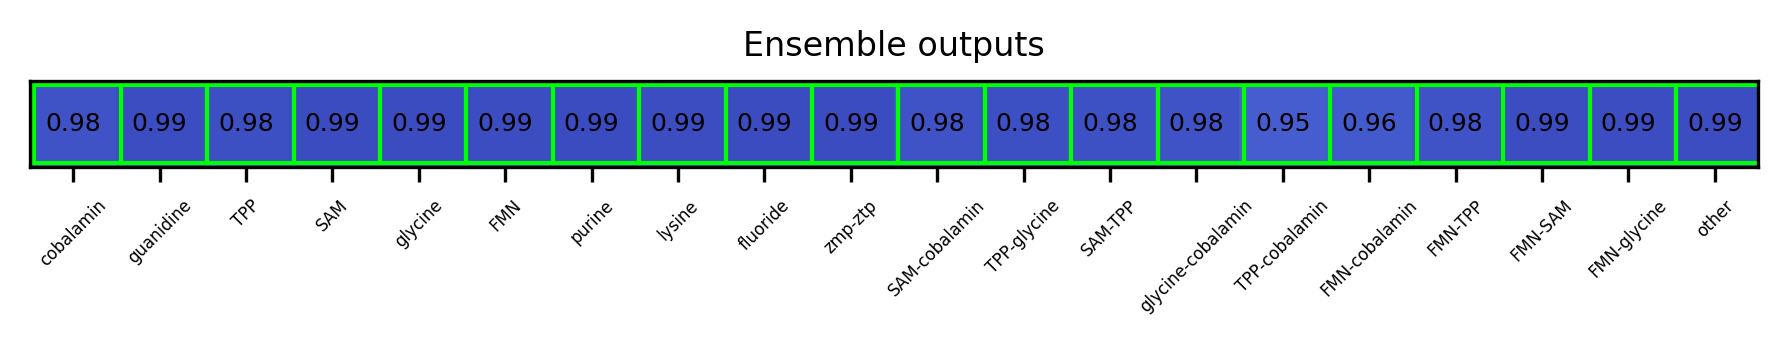 Ensemble outputs
0.98 0.99 0.98 0.99 0.99 0.99 0.99 0.99 0.99 0.99 0.98 0.98 0.98 0.98 0.95 0.96 0.98 0.99 0.99 0.99
cobalamin guanidine TPP SAM glycine FMN purine lysine fluoride zmp-ztp SAM-cobalamin TPP-glycine SAM-TPP glycine-cobalamin TPP-cobalamin FMN-cobalamin FMN-TPP FMN-SAM FMN-glycine other